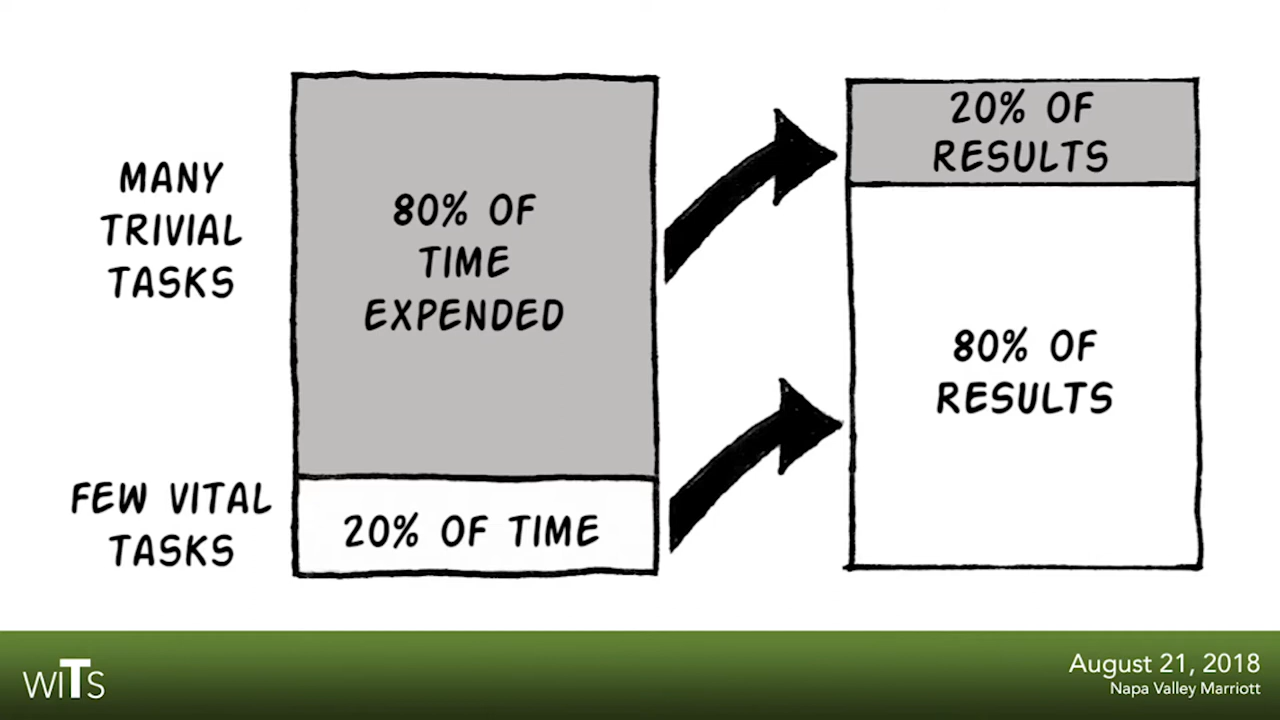 MANY
TRIVIAL
TASKS
80% OF
TIME
EXPENDED
20% OF
RESULTS
80% OF
RESULTS
FEW VITAL
TASKS
20% OF TIME
WITS
August 21, 2018
Napa Valley Marriott